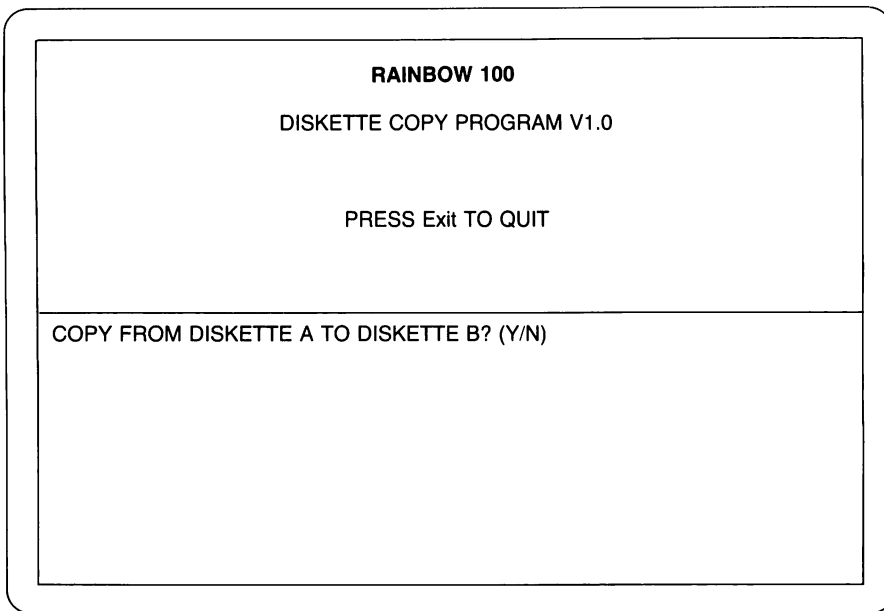 RAINBOW 100
DISKETTE COPY PROGRAM V1.0
PRESS Exit TO QUIT
COPY FROM DISKETTE A TO DISKETTE B? (Y/N)